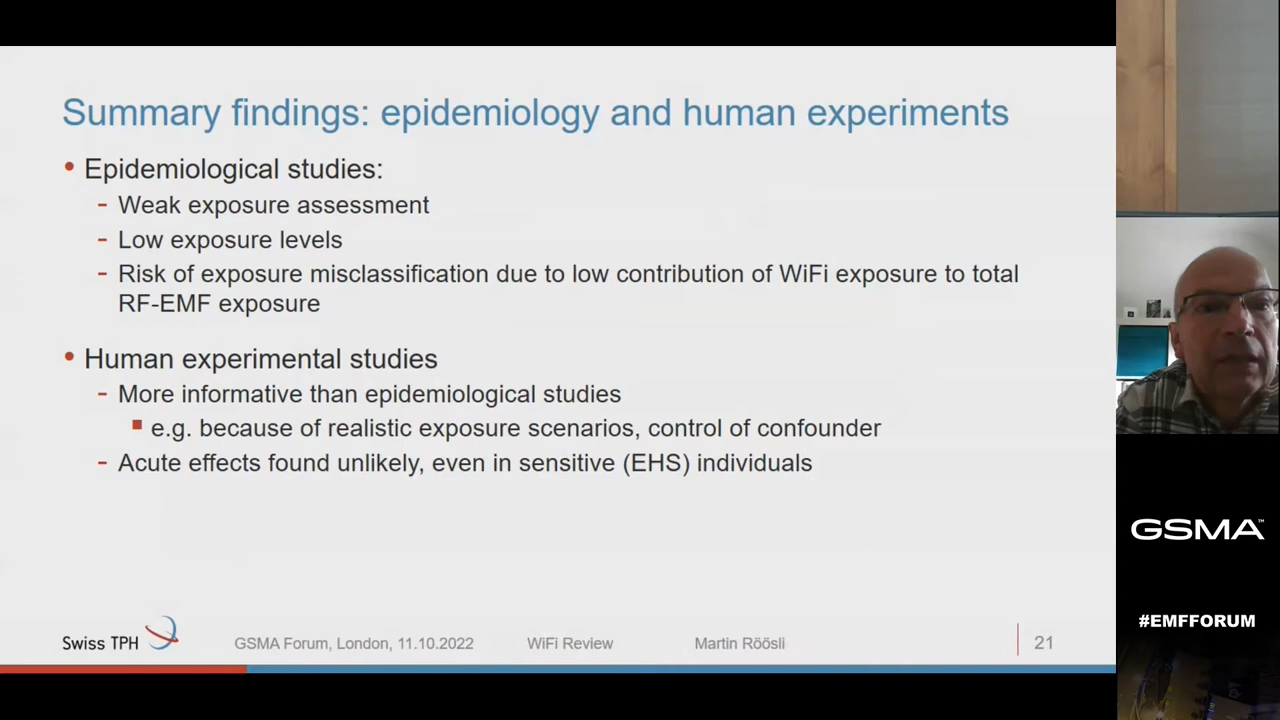 Summary findings: epidemiology and human experiments
• Epidemiological studies:
- Weak exposure assessment
- Low exposure levels
- Risk of exposure misclassification due to low contribution of WiFi exposure to total
RF-EMF exposure
• Human experimental studies
- More informative than epidemiological studies
▪ e.g. because of realistic exposure scenarios, control of confounder
- Acute effects found unlikely, even in sensitive (EHS) individuals
Swiss TPH
GSMA Forum, London, 11.10.2022
WiFi Review
Martin Röösli
21
GSMA™
#EMFFORUM